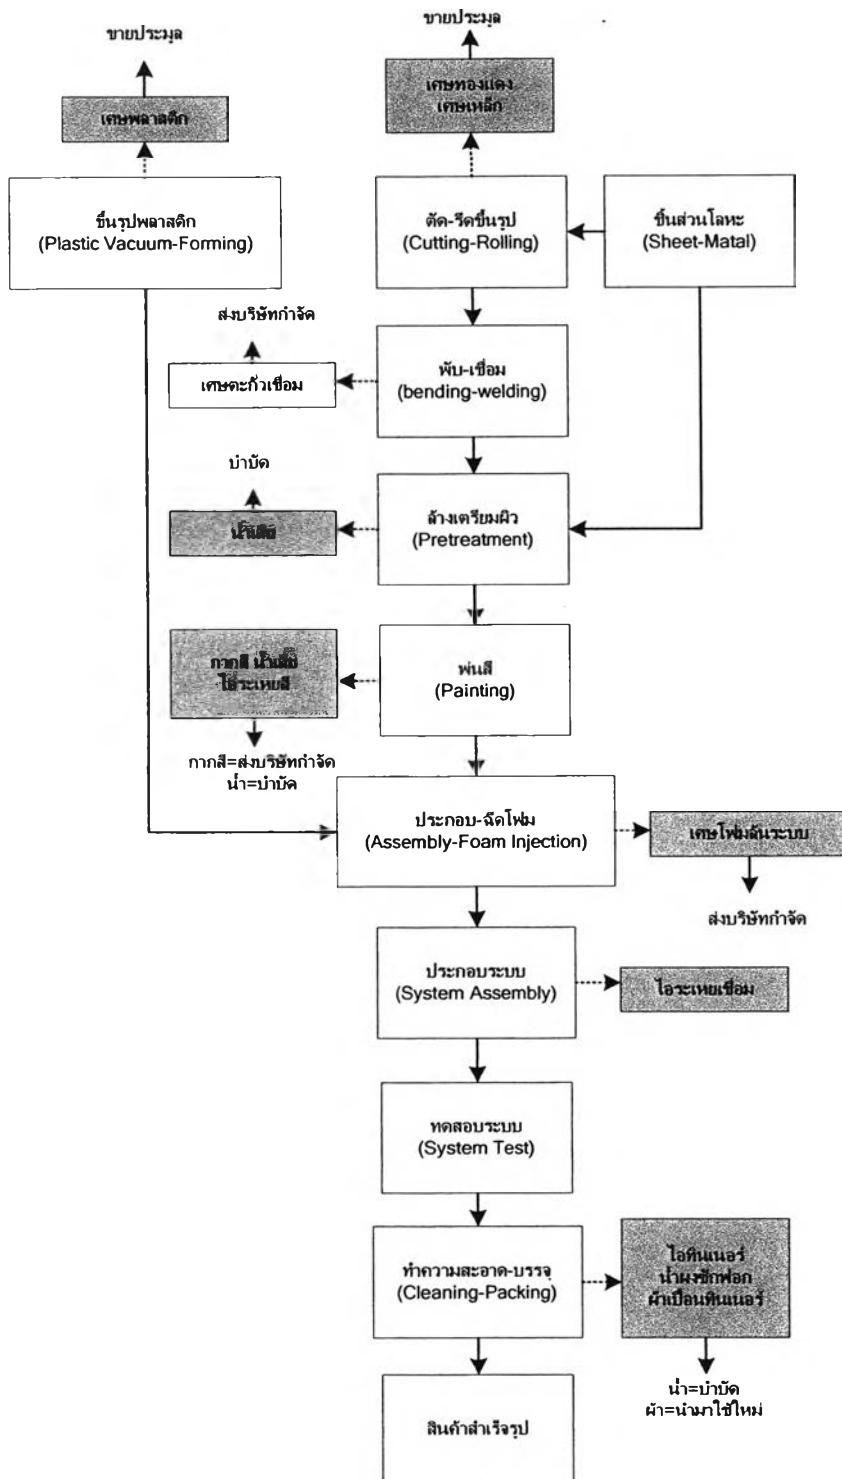 ขายประมูล
ขายประมูล
เศษพลาสติก
เศษทองแดง
เศษเหล็ก
ขึ้นรูปพลาสติก
(Plastic Vacuum-Forming)
ตัด-รีดขึ้นรูป
(Cutting-Rolling)
ชิ้นส่วนโลหะ
(Sheet-Matal)
ส่งบริษัทกำจัด
เศษตะกั่วเชื่อม
พับ-เชื่อม
(bending-welding)
บำบัด
น้ำเสีย
ล้างเตรียมผิว
(Pretreatment)
กากสี น้ำเสีย
ไอระเหยสี
พ่นสี
(Painting)
กากสี=ส่งบริษัทกำจัด
น้ำ=บำบัด
ประกอบ-ฉีดโฟม
(Assembly-Foam Injection)
เศษโฟมล้นระบบ
ส่งบริษัทกำจัด
ประกอบระบบ
(System Assembly)
ไอระเหยเชื่อม
ทดสอบระบบ
(System Test)
ทำความสะอาด-บรรจุ
(Cleaning-Packing)
ไอทินเนอร์
น้ำผงซักฟอก
ผ้าเปื้อนทินเนอร์
น้ำ=บำบัด
ผ้า=นำมาใช้ใหม่
สินค้าสำเร็จรูป